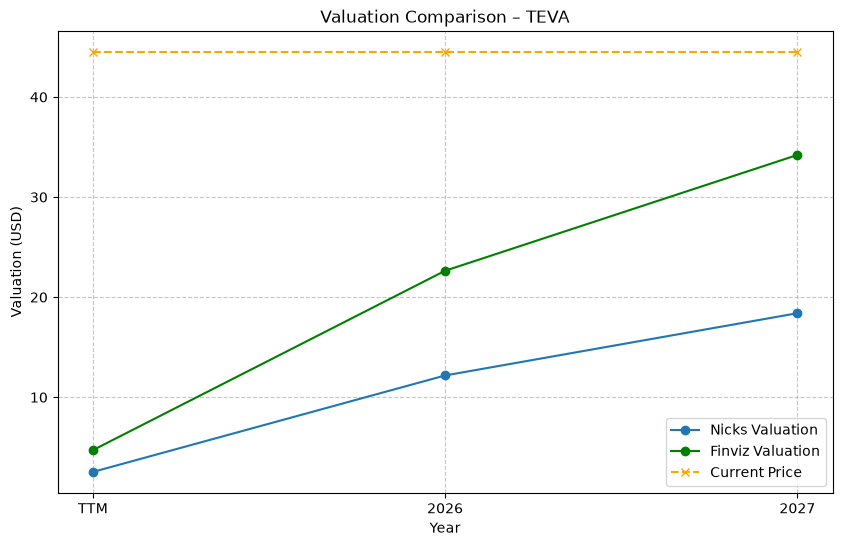 Valuation Comparison – TEVA
Valuation (USD)
40
30
20
10
TTM
2026
2027
Year
Nicks Valuation
Finviz Valuation
Current Price